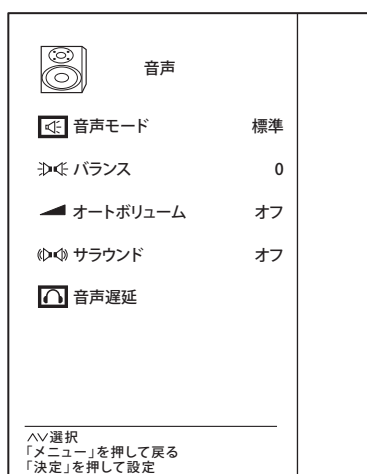 音声
音声モード 標準
バランス 0
オートボリューム オフ
サラウンド オフ
音声遅延
∧∨選択
「メニュー」を押して戻る
「決定」を押して設定